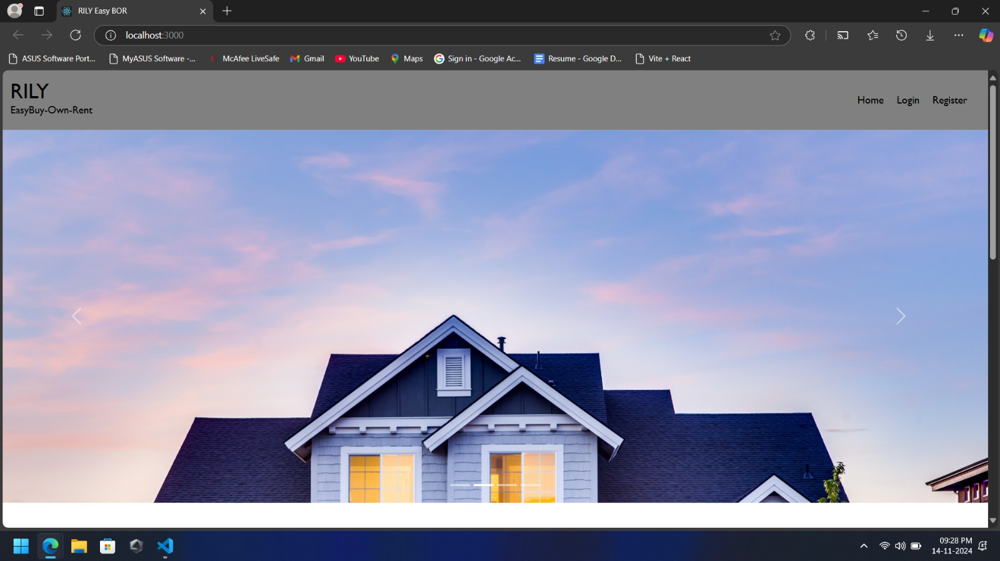 RILY Easy BOR
localhost:3000
ASUS Software Port...
MyASUS Software -...
McAfee LiveSafe
Gmail
YouTube
Maps
Sign in - Google Ac...
Resume - Google D...
Vite + React
RILY
EasyBuy-Own-Rent
Home
Login
Register
09:28 PM
14-11-2024